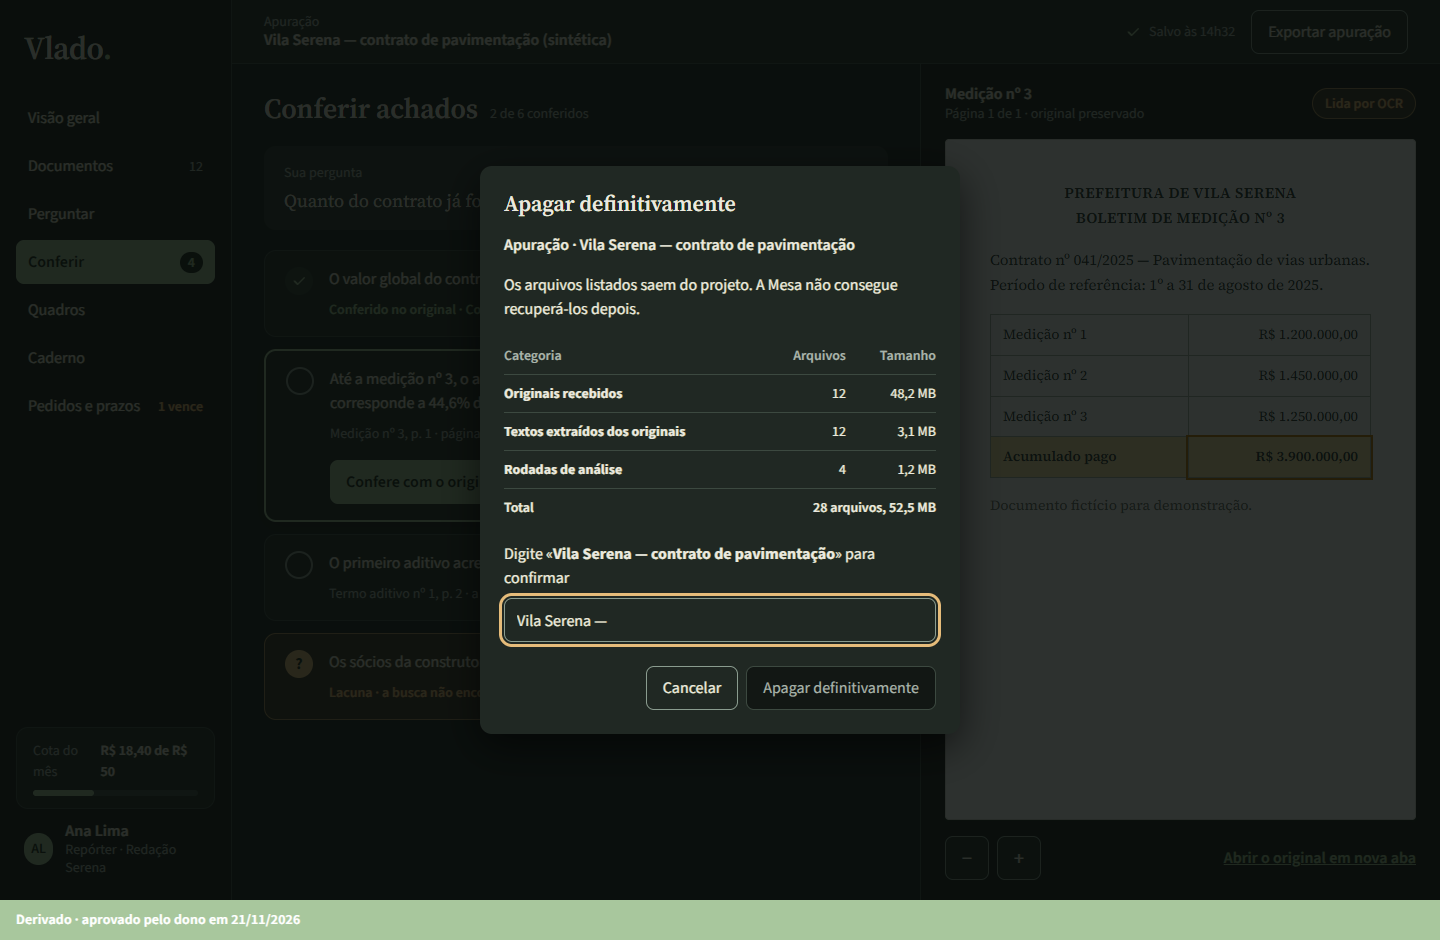 Vlado.
Visão geral
Documentos 12
Perguntar
Conferir 4
Quadros
Caderno
Pedidos e prazos 1 vence
Cota do mês R$ 18,40 de R$ 50
AL
Ana Lima
Repórter · Redação
Serena
Apuração
Vila Serena — contrato de pavimentação (sintética)
Salvo às 14h32
Exportar apuração
Conferir achados 2 de 6 conferidos
Sua pergunta
Quanto do contrato já fo
O valor global do contr
Conferido no original · Co
Até a medição nº 3, o a
corresponde a 44,6% d
Medição nº 3, p. 1 · página
Confere com o origi
O primeiro aditivo acre
Termo aditivo nº 1, p. 2 · a
?
Os sócios da construto
Lacuna · a busca não enco
Apagar definitivamente
Apuração · Vila Serena — contrato de pavimentação
Os arquivos listados saem do projeto. A Mesa não consegue
recuperá-los depois.
Categoria Arquivos Tamanho
Originais recebidos 12 48,2 MB
Textos extraídos dos originais 12 3,1 MB
Rodadas de análise 4 1,2 MB
Total 28 arquivos, 52,5 MB
Digite «Vila Serena — contrato de pavimentação» para
confirmar
Vila Serena —
Cancelar
Apagar definitivamente
Medição nº 3
Página 1 de 1 · original preservado
Lida por OCR
PREFEITURA DE VILA SERENA
BOLETIM DE MEDIÇÃO Nº 3
Contrato nº 041/2025 — Pavimentação de vias urbanas.
Período de referência: 1º a 31 de agosto de 2025.
Medição nº 1 R$ 1.200.000,00
Medição nº 2 R$ 1.450.000,00
Medição nº 3 R$ 1.250.000,00
Acumulado pago R$ 3.900.000,00
Documento fictício para demonstração.
− +
Abrir o original em nova aba
Derivado · aprovado pelo dono em 21/11/2026